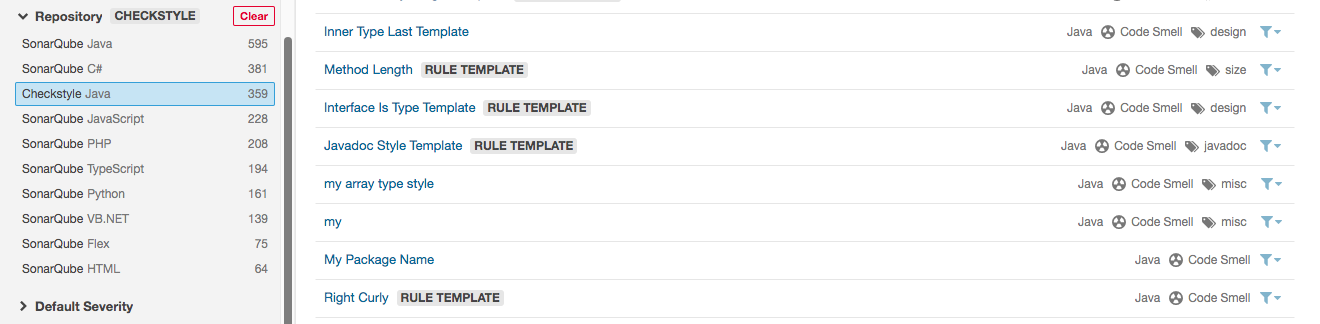 Repository CHECKSTYLE Clear
SonarQube Java 595
SonarQube C# 381
Checkstyle Java 359
SonarQube JavaScript 228
SonarQube PHP 208
SonarQube TypeScript 194
SonarQube Python 161
SonarQube VB.NET 139
SonarQube Flex 75
SonarQube HTML 64
Default Severity
Inner Type Last Template Java Code Smell design
Method Length RULE TEMPLATE Java Code Smell size
Interface Is Type Template RULE TEMPLATE Java Code Smell design
Javadoc Style Template RULE TEMPLATE Java Code Smell javadoc
my array type style Java Code Smell misc
my Java Code Smell misc
My Package Name Java Code Smell
Right Curly RULE TEMPLATE Java Code Smell